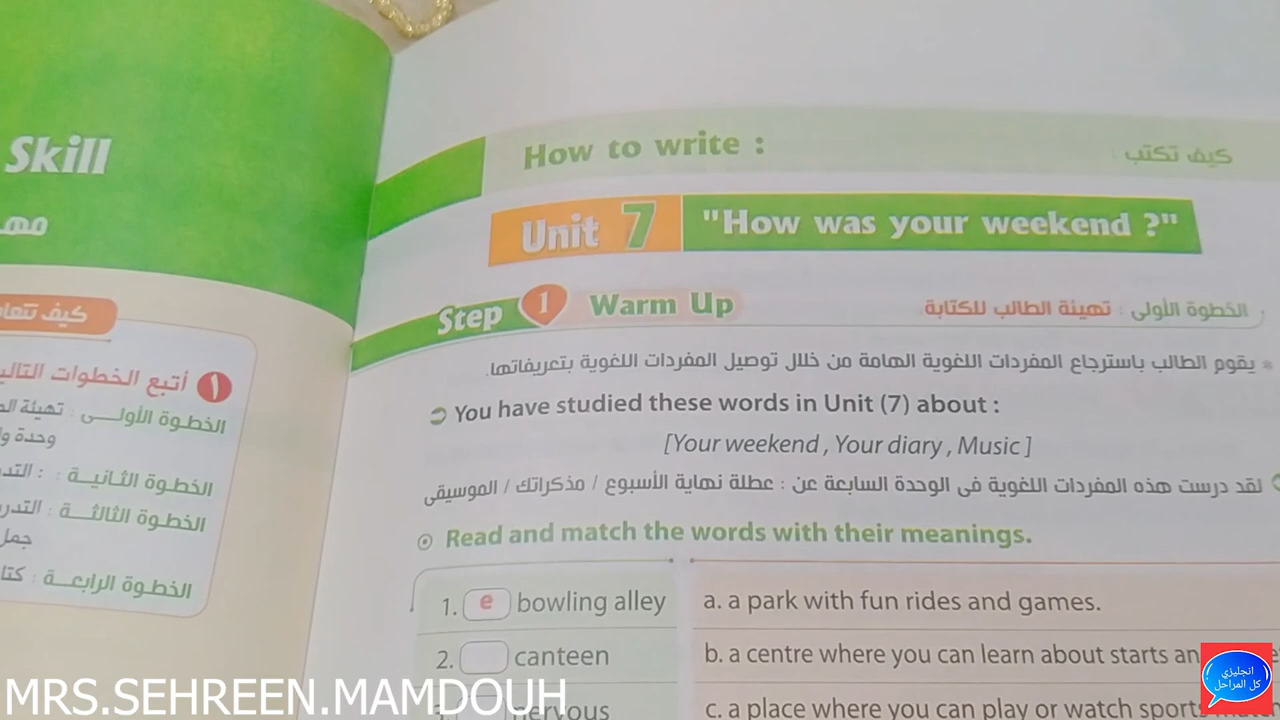 Skill
How to write :
كيف تكتب
Unit 7 "How was your weekend ?"
Step 1 Warm Up
الخطوة الأولى : تهيئة الطالب للكتابة
* يقوم الطالب باسترجاع المفردات اللغوية الهامة من خلال توصيل المفردات اللغوية بتعريفاتها.
You have studied these words in Unit (7) about :
[Your weekend , Your diary , Music ]
لقد درست هذه المفردات اللغوية فى الوحدة السابعة عن : عطلة نهاية الأسبوع / مذكراتك / الموسيقى
Read and match the words with their meanings.
1. e bowling alley
a. a park with fun rides and games.
2. canteen
b. a centre where you can learn about starts
nervous
c. a place where you can play or watch sports
كيف
١ أتبع الخطوات
الخطوة الأولى : تهيئة
وحدة
الخطوة الثانية :
الخطوة الثالثة :
الخطوة الرابعة :
MRS.SEHREEN.MAMDOUH
انجليزي
كل المراحل